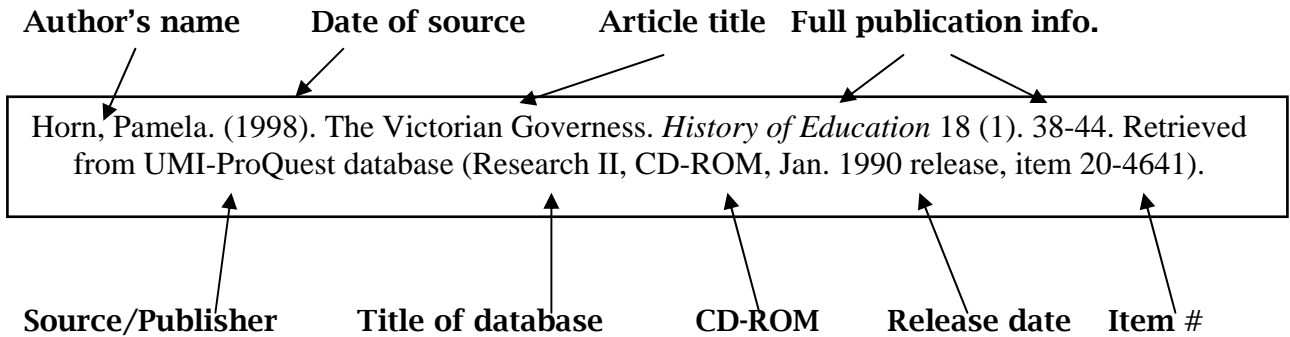 Author’s name Date of source Article title Full publication info.
Horn, Pamela. (1998). The Victorian Governess. History of Education 18 (1). 38-44. Retrieved
from UMI-ProQuest database (Research II, CD-ROM, Jan. 1990 release, item 20-4641).
Source/Publisher Title of database CD-ROM Release date Item #